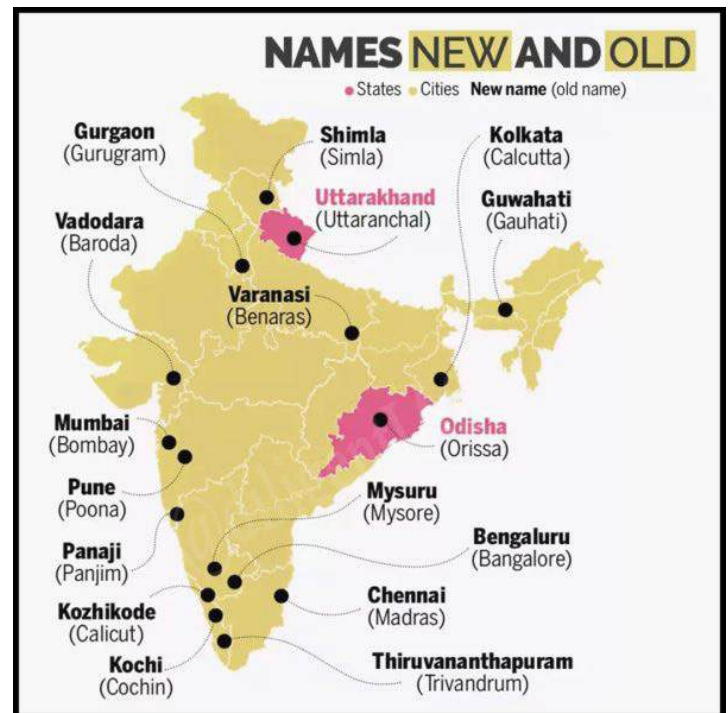 NAMES NEW AND OLD
States Cities New name (old name)
Gurgaon
(Gurugram)
Shimla
(Simla)
Kolkata
(Calcutta)
Uttarakhand
(Uttaranchal)
Guwahati
(Gauhati)
Vadodara
(Baroda)
Varanasi
(Benaras)
Mumbai
(Bombay)
Odisha
(Orissa)
Pune
(Poona)
Mysuru
(Mysore)
Panaji
(Panjim)
Bengaluru
(Bangalore)
Kozhikode
(Calicut)
Chennai
(Madras)
Kochi
(Cochin)
Thiruvananthapuram
(Trivandrum)